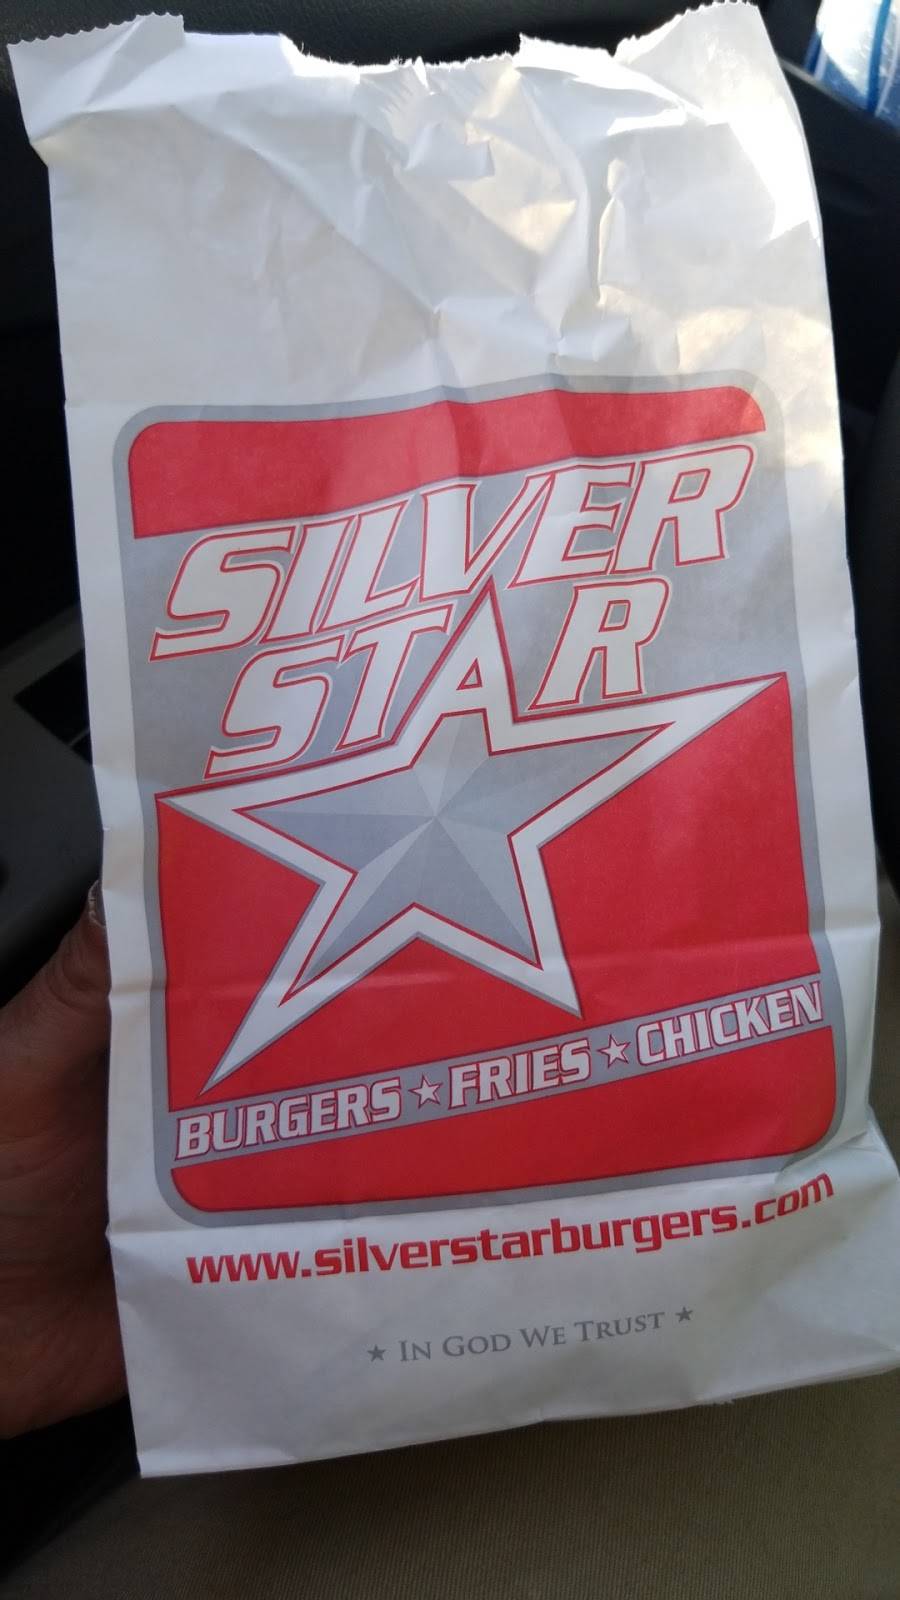 SILVER
STAR
BURGERS ★ FRIES ★ CHICKEN
www.silverstarburgers.com
★ IN GOD WE TRUST ★